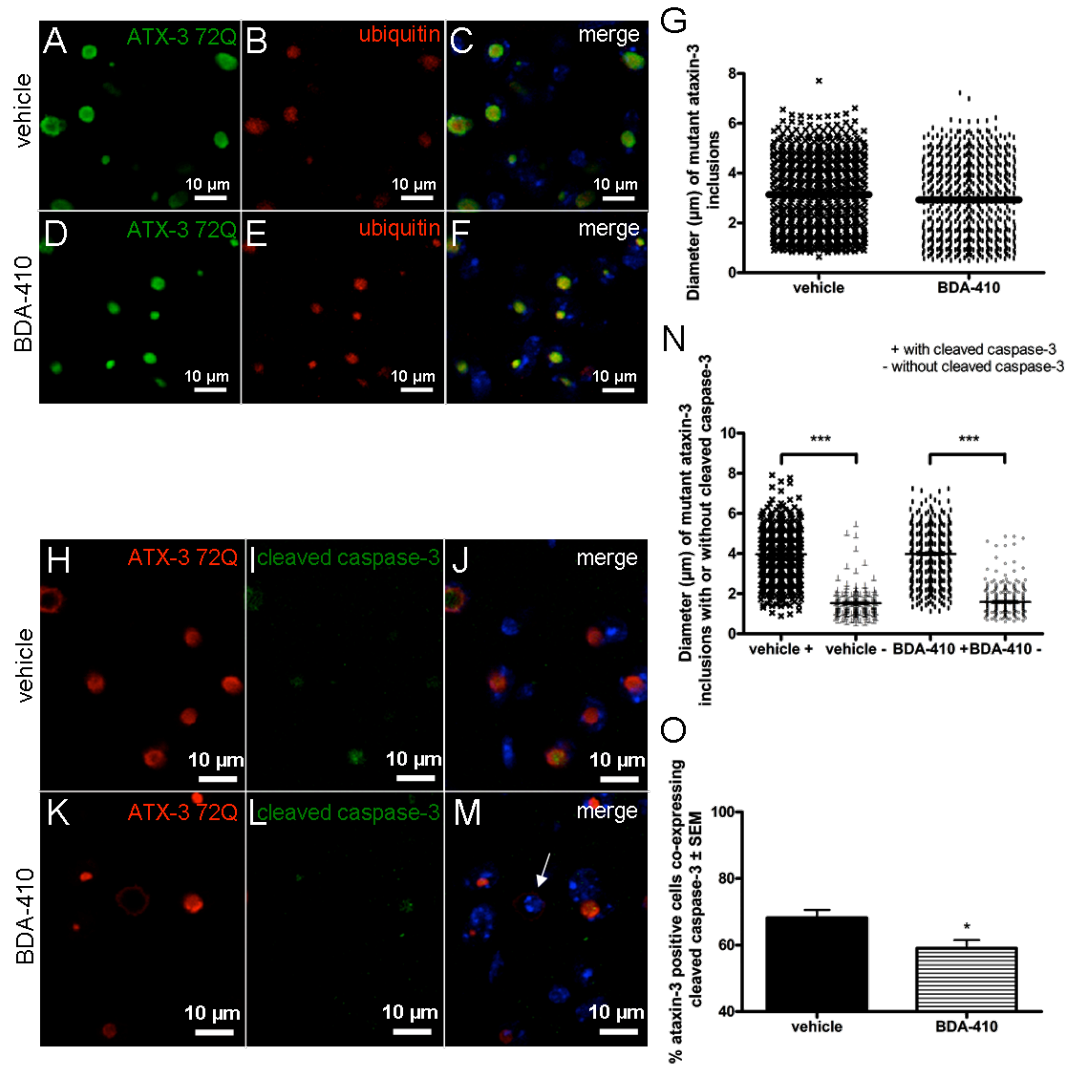 A
ATX-3 72Q
B
ubiquitin
C
merge
vehicle
10 µm
10 µm
10 µm
D
ATX-3 72Q
E
ubiquitin
F
merge
BDA-410
10 µm
10 µm
10 µm
G
Diameter (µm) of mutant ataxin-3
inclusions
8
6
4
2
0
vehicle
BDA-410
H
ATX-3 72Q
I
cleaved caspase-3
J
merge
vehicle
10 µm
10 µm
10 µm
K
ATX-3 72Q
L
cleaved caspase-3
M
merge
BDA-410
10 µm
10 µm
10 µm
N
+ with cleaved caspase-3
- without cleaved caspase-3
Diameter (µm) of mutant ataxin-3
inclusions with or without cleaved caspase-3
10
8
6
4
2
0
***
***
vehicle +
vehicle -
BDA-410 +
BDA-410 -
O
% ataxin-3 positive cells co-expressing
cleaved caspase-3 ± SEM
100
80
60
40
*
vehicle
BDA-410